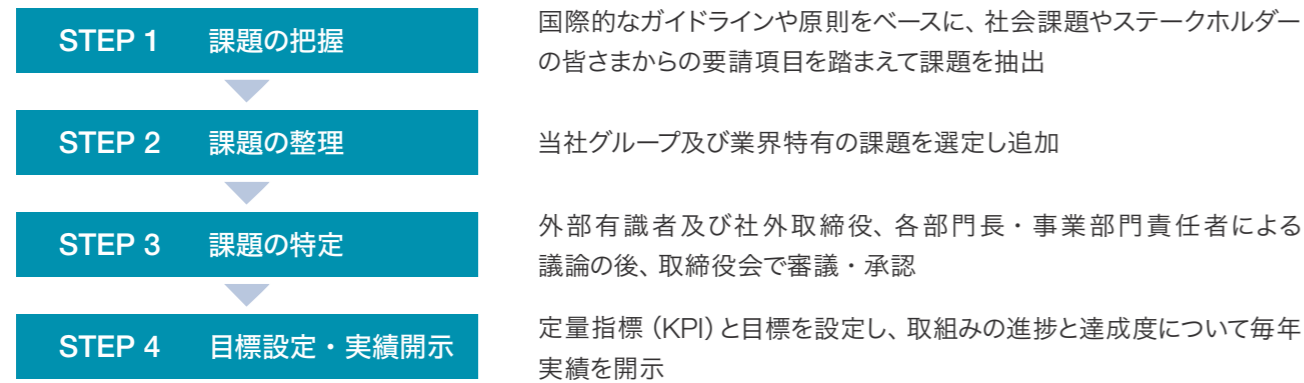 STEP 1 課題の把握
国際的なガイドラインや原則をベースに、社会課題やステークホルダー
の皆さまからの要請項目を踏まえて課題を抽出
STEP 2 課題の整理
当社グループ及び業界特有の課題を選定し追加
STEP 3 課題の特定
外部有識者及び社外取締役、各部門長・事業部門責任者による
議論の後、取締役会で審議・承認
STEP 4 目標設定・実績開示
定量指標（KPI）と目標を設定し、取組みの進捗と達成度について毎年
実績を開示